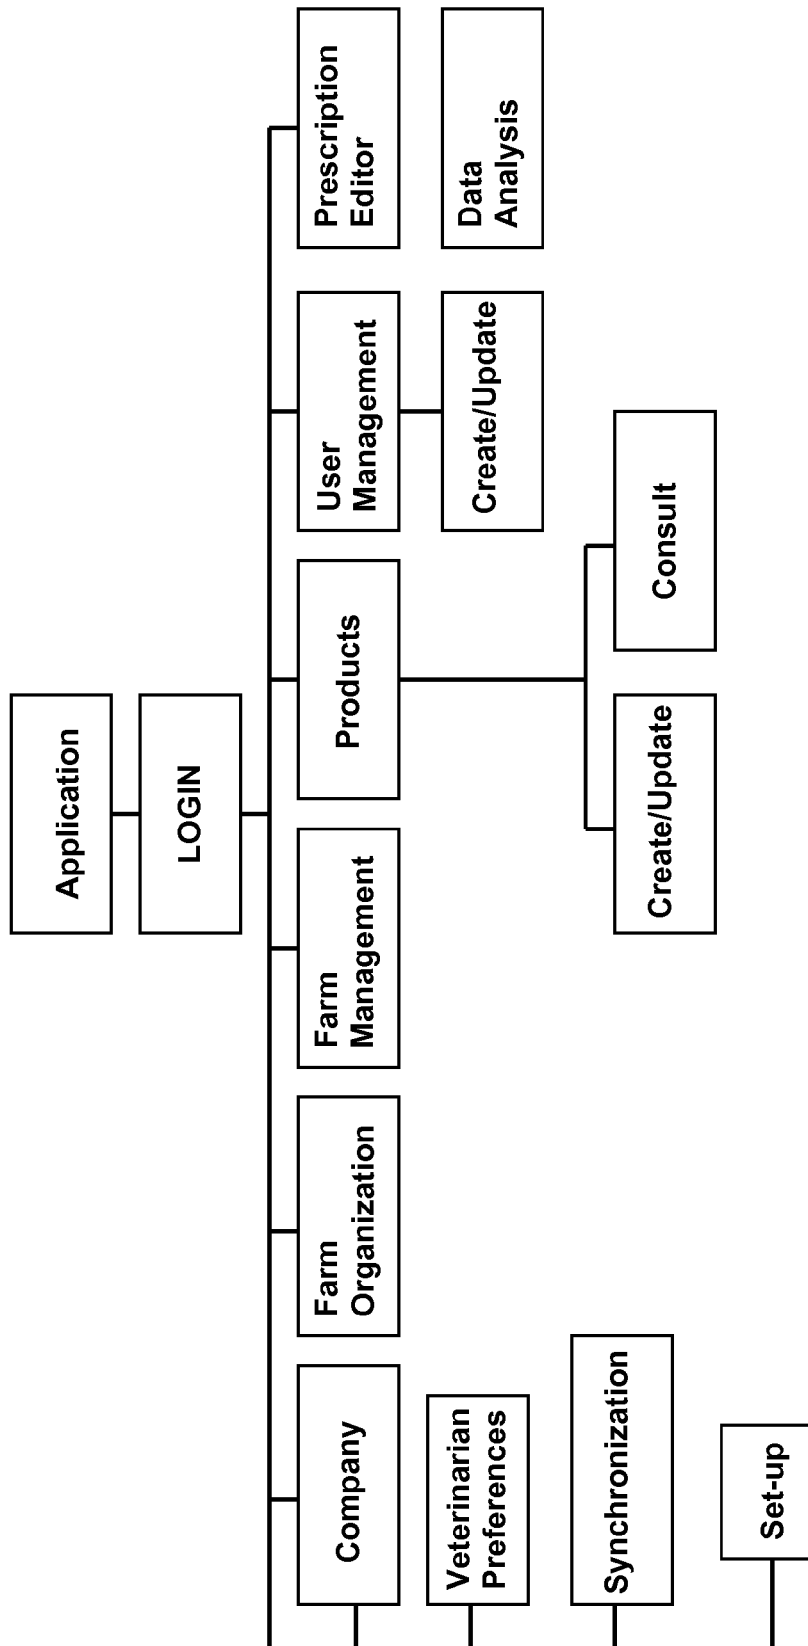 Application
LOGIN
Company
Farm
Organization
Farm
Management
Products
User
Management
Prescription
Editor
Veterinarian
Preferences
Create/Update
Data
Analysis
Synchronization
Create/Update
Consult
Set-up